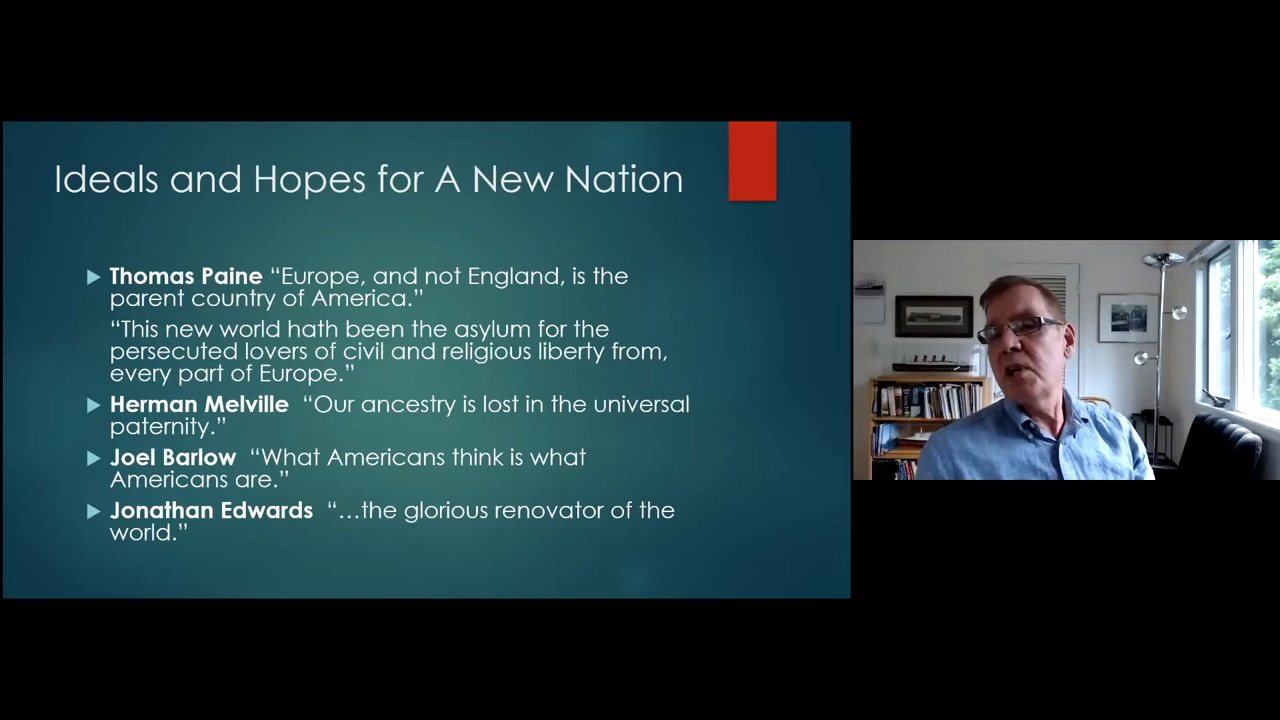 Ideals and Hopes for A New Nation
Thomas Paine “Europe, and not England, is the
parent country of America.”
“This new world hath been the asylum for the
persecuted lovers of civil and religious liberty from,
every part of Europe.”
Herman Melville “Our ancestry is lost in the universal
paternity.”
Joel Barlow “What Americans think is what
Americans are.”
Jonathan Edwards “…the glorious renovator of the
world.”